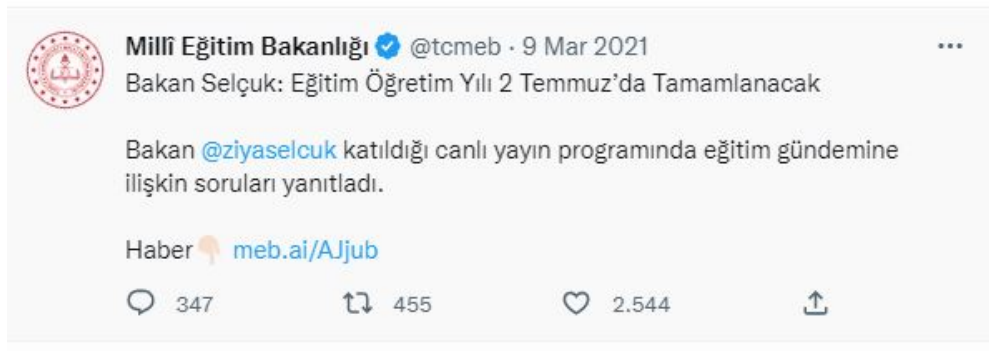 Millî Eğitim Bakanlığı @tcmeb · 9 Mar 2021
Bakan Selçuk: Eğitim Öğretim Yılı 2 Temmuz’da Tamamlanacak
Bakan @ziyaselcuk katıldığı canlı yayın programında eğitim gündemine
ilişkin soruları yanıtladı.
Haber👇🏻 meb.ai/AJjub
347 455 2.544